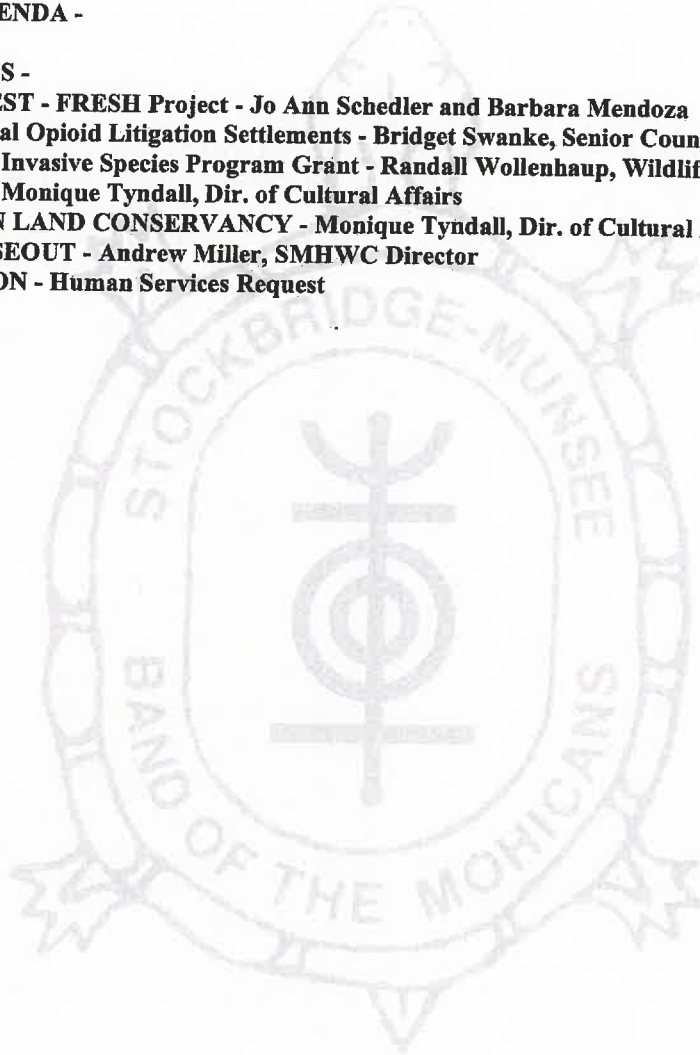 ENDA -
S -
EST - FRESH Project - Jo Ann Schedler and Barbara Mendoza
al Opioid Litigation Settlements - Bridget Swanke, Senior Coun
Invasive Species Program Grant - Randall Wollenhaup, Wildlif
Monique Tyndall, Dir. of Cultural Affairs
N LAND CONSERVANCY - Monique Tyndall, Dir. of Cultural
SEOUT - Andrew Miller, SMHWC Director
ON - Human Services Request
STOCKBRIDGE-MUNSEE
BAND OF THE MOHICANS